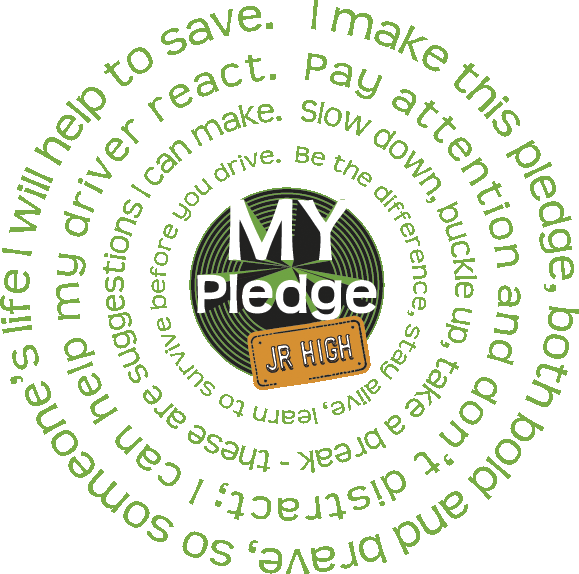 I make this pledge, both bold and brave, so someone's life I will help to save.
Pay attention and don't distract; I can help my driver react.
Slow down, buckle up, take a break - these are suggestions I can make.
Be the difference, stay alive, learn to survive before you drive.
MY
Pledge
JR HIGH